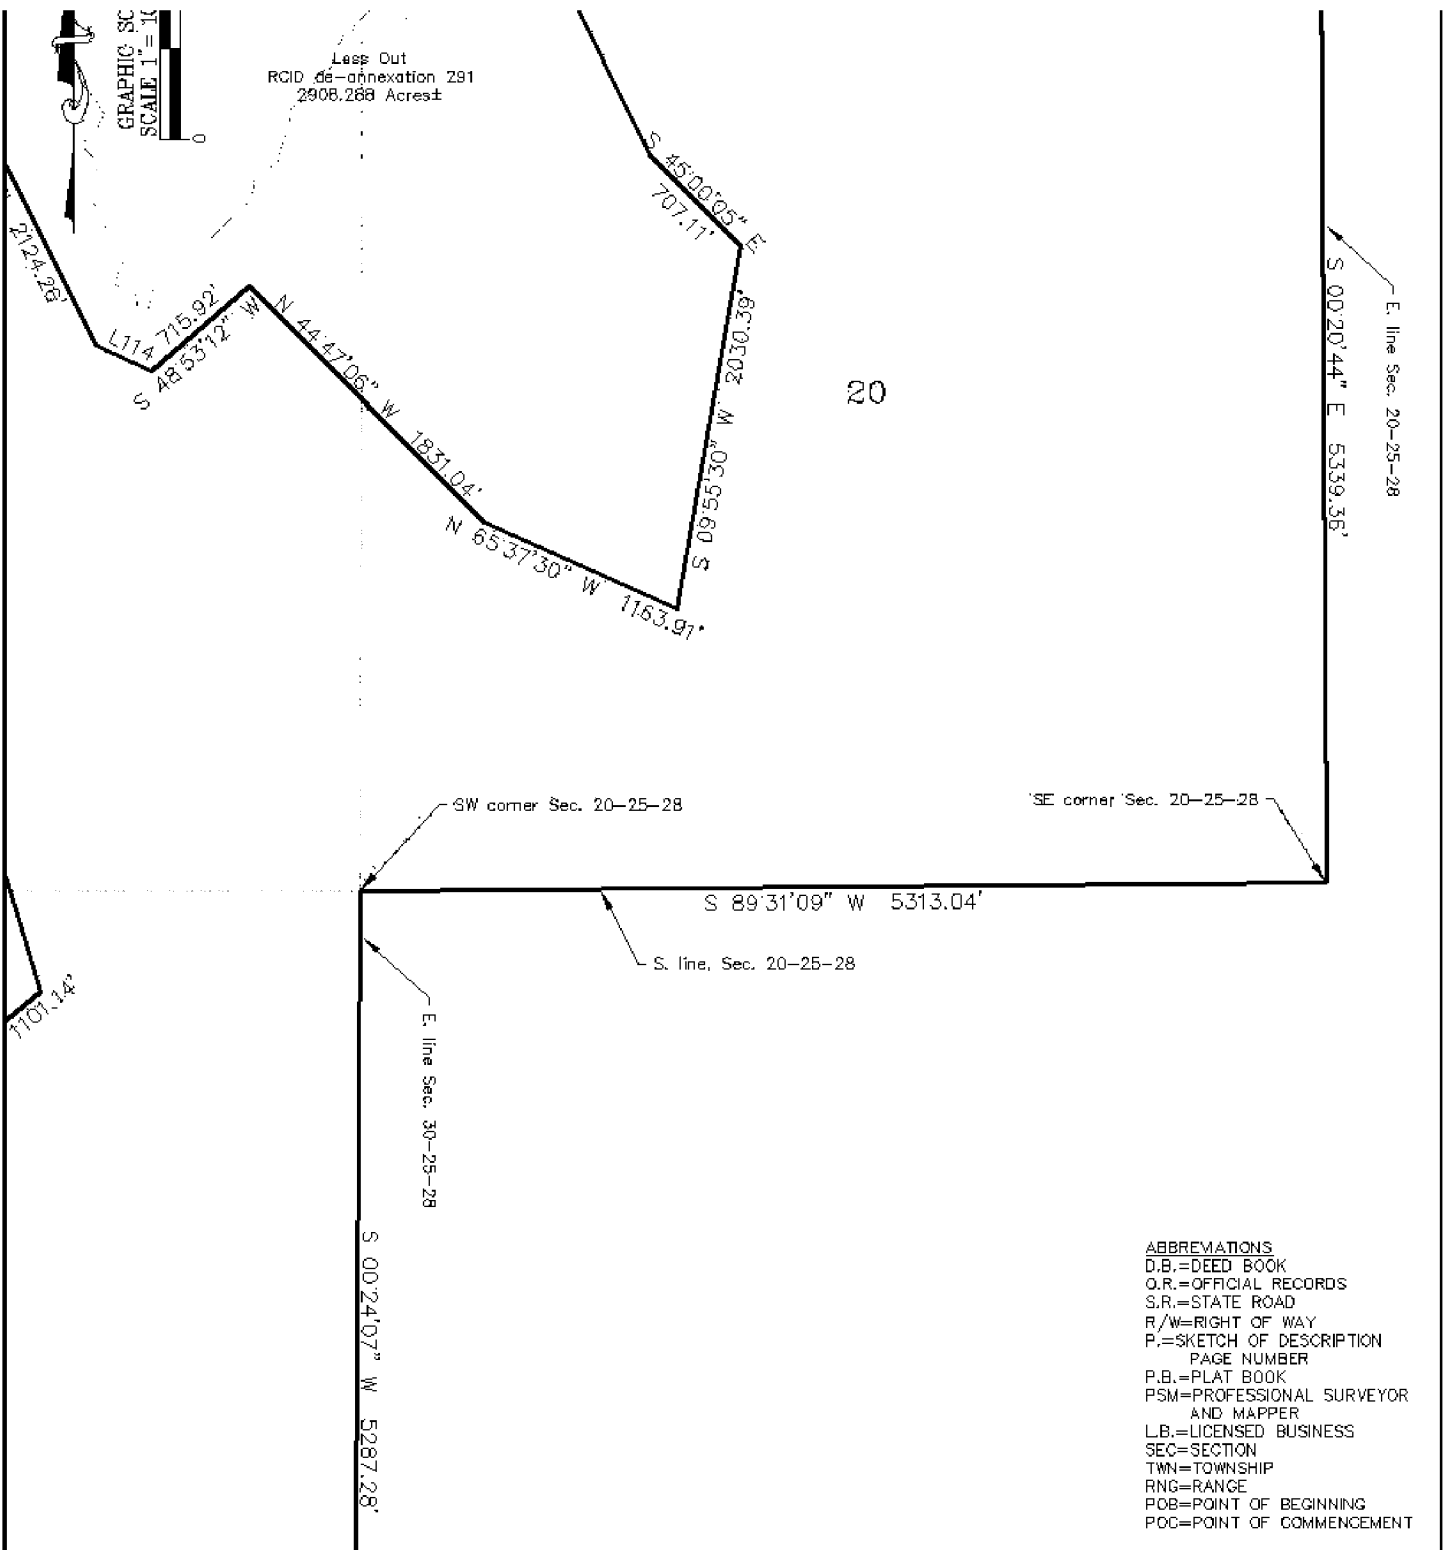 GRAPHIC SC
SCALE 1"= 1
0
Less Out
RCID de-annexation 291
2908.288 Acres±
S 45°00'05" E
707.11'
2124.26'
L114
715.92'
S 48°53'12" W
N 44°47'06" W 1831.04'
N 65°37'30" W 1163.91'
S 09°55'30" W 2030.39'
20
E. line Sec. 20-25-28
S 00°20'44" E 5339.36'
SW corner Sec. 20-25-28
SE corner Sec. 20-25-28
S 89°31'09" W 5313.04'
S. line, Sec. 20-25-28
1101.14'
E. line Sec. 30-25-28
S 00°24'07" W 5287.28'
ABBREVIATIONS
D.B.=DEED BOOK
O.R.=OFFICIAL RECORDS
S.R.=STATE ROAD
R/W=RIGHT OF WAY
P.=SKETCH OF DESCRIPTION
PAGE NUMBER
P.B.=PLAT BOOK
PSM=PROFESSIONAL SURVEYOR
AND MAPPER
L.B.=LICENSED BUSINESS
SEC=SECTION
TWN=TOWNSHIP
RNG=RANGE
POB=POINT OF BEGINNING
POC=POINT OF COMMENCEMENT